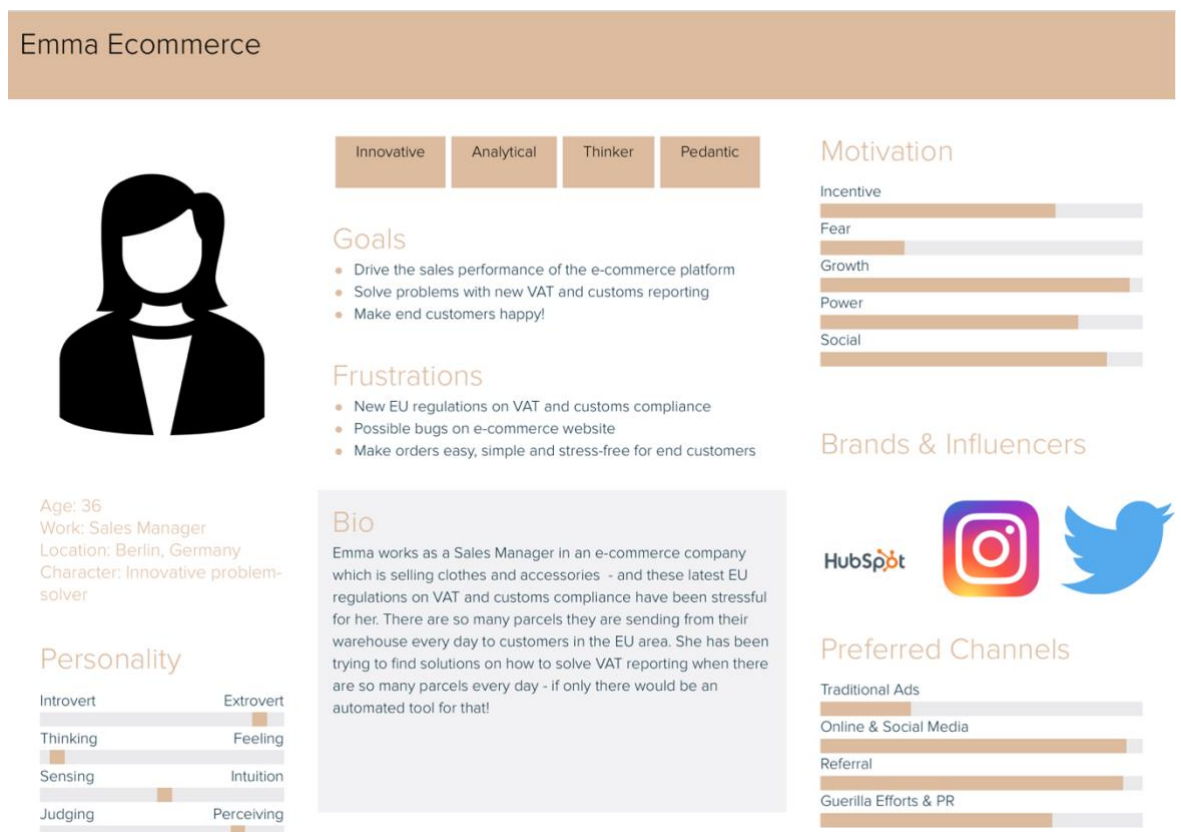 Emma Ecommerce
Innovative Analytical Thinker Pedantic
Goals
Drive the sales performance of the e-commerce platform
Solve problems with new VAT and customs reporting
Make end customers happy!
Frustrations
New EU regulations on VAT and customs compliance
Possible bugs on e-commerce website
Make orders easy, simple and stress-free for end customers
Age: 36
Work: Sales Manager
Location: Berlin, Germany
Character: Innovative problem-
solver
Personality
Introvert Extrovert
Thinking Feeling
Sensing Intuition
Judging Perceiving
Bio
Emma works as a Sales Manager in an e-commerce company
which is selling clothes and accessories - and these latest EU
regulations on VAT and customs compliance have been stressful
for her. There are so many parcels they are sending from their
warehouse every day to customers in the EU area. She has been
trying to find solutions on how to solve VAT reporting when there
are so many parcels every day - if only there would be an
automated tool for that!
Motivation
Incentive
Fear
Growth
Power
Social
Brands & Influencers
HubSpot
Preferred Channels
Traditional Ads
Online & Social Media
Referral
Guerilla Efforts & PR